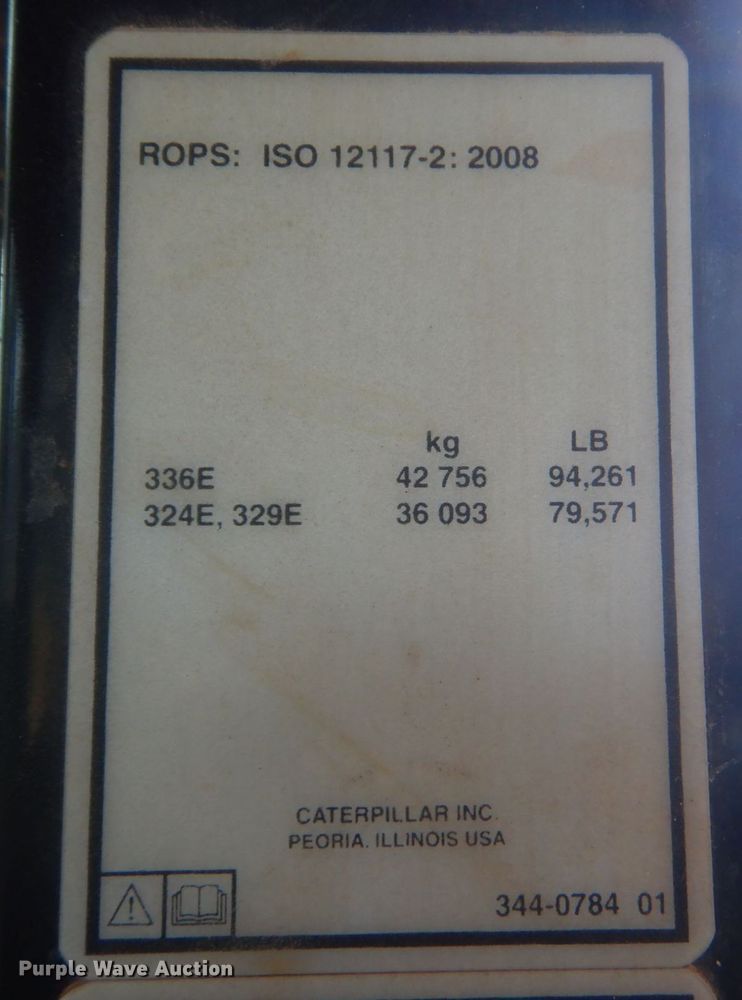 ROPS: ISO 12117-2: 2008
kg LB
336E 42 756 94,261
324E, 329E 36 093 79,571
CATERPILLAR INC.
PEORIA. ILLINOIS USA
344-0784 01
Purple Wave Auction